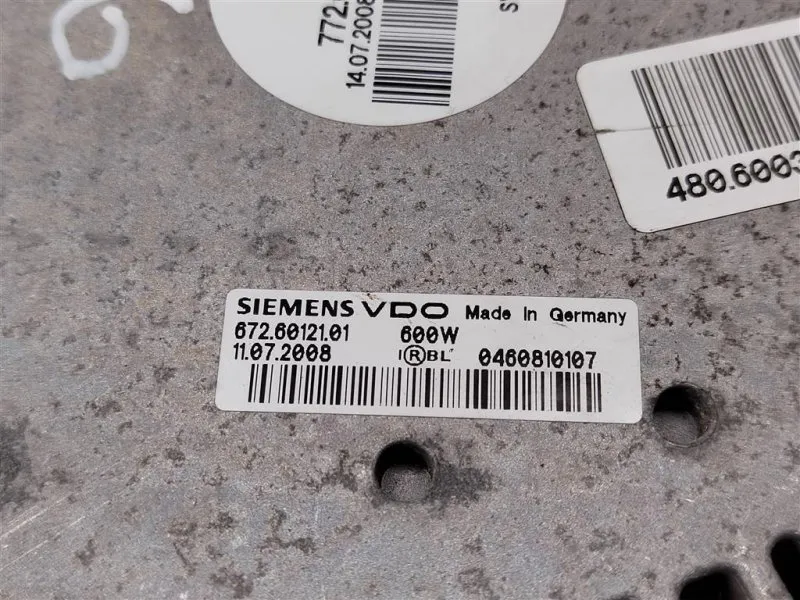 772.
14.07.2008
S
480.6003
SIEMENS VDO Made in Germany
672.60121.01 600W
11.07.2008 I®BL 0460810107